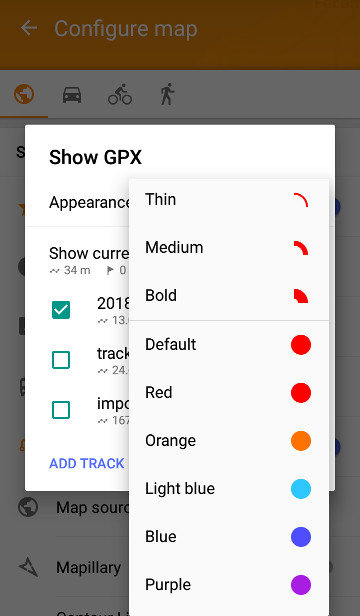 Configure map
S
Show GPX
Appearance
Thin
Medium
Show curre
34 m 0
Bold
2018
13.
Default
track
24.
Red
impo
167
Orange
ADD TRACK
Light blue
Map sourc
Blue
Mapillary
Purple